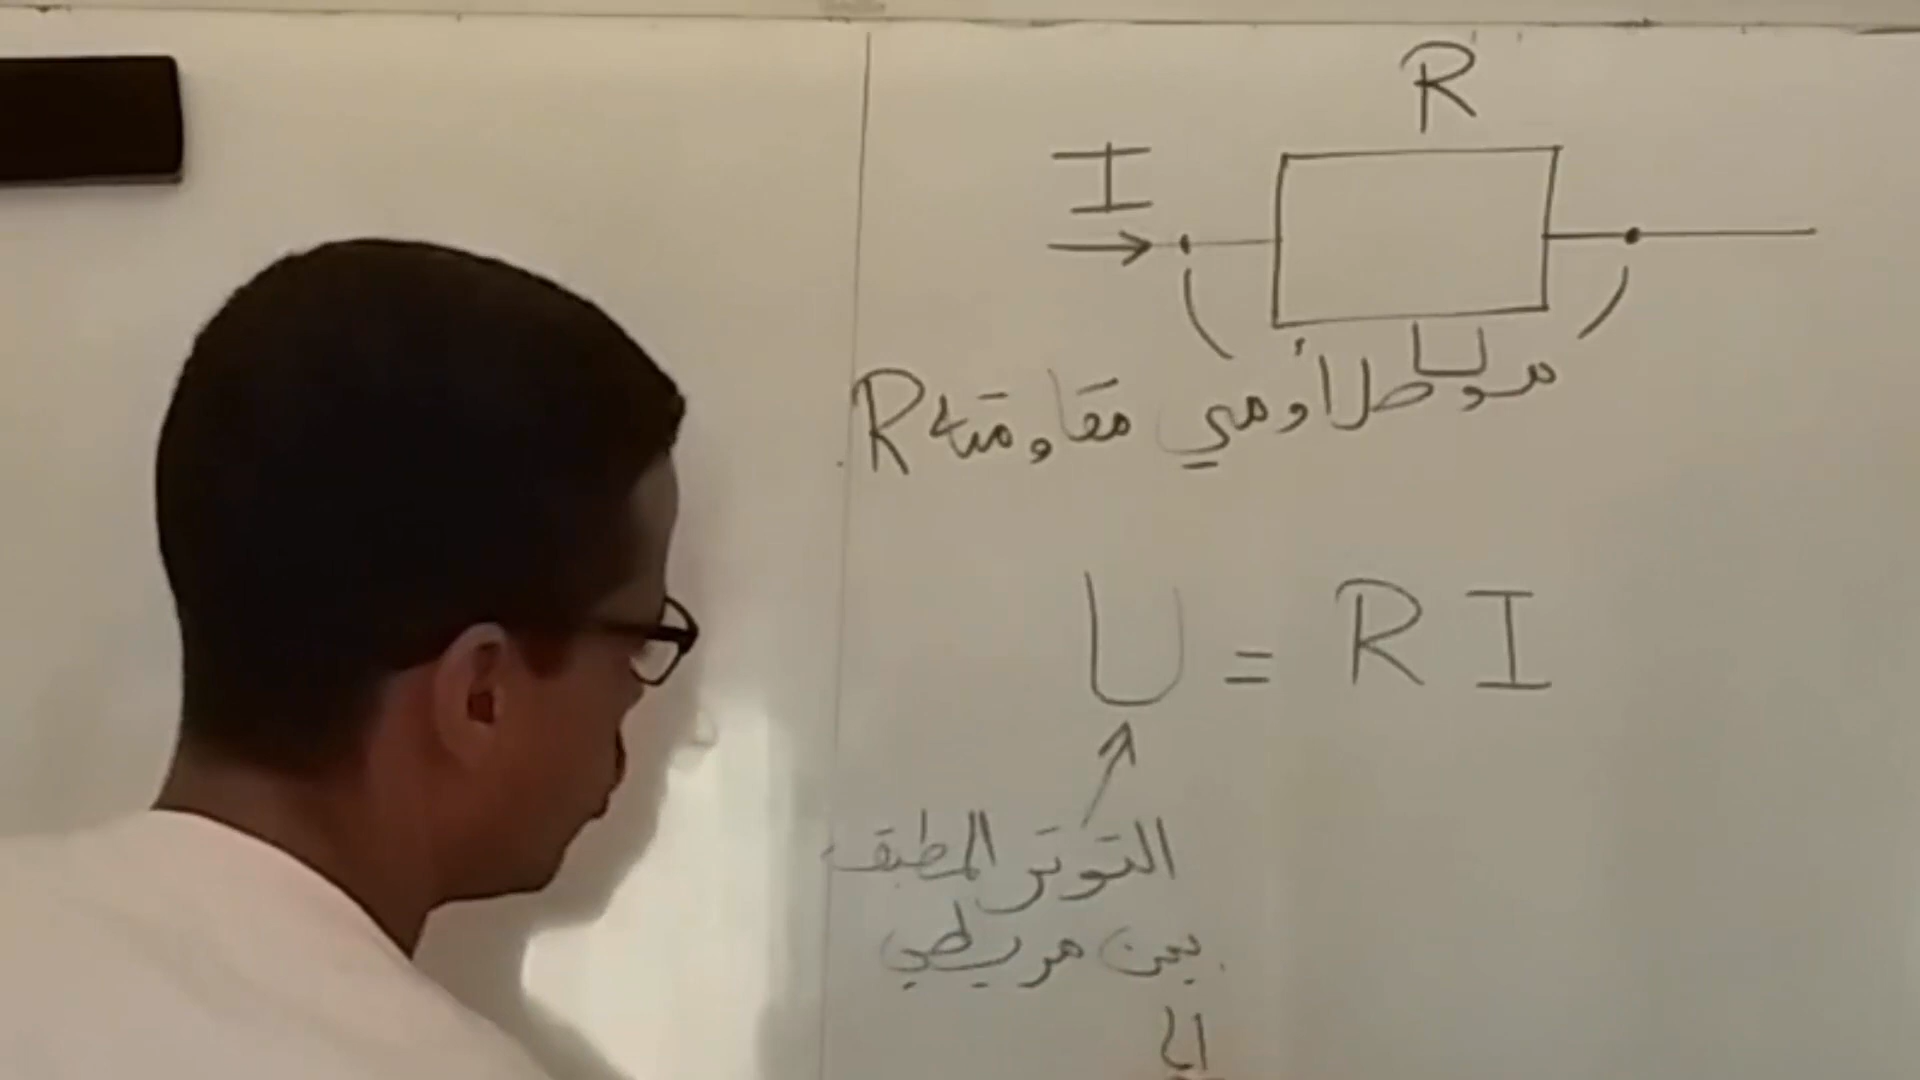 R
I
U
موصل أومي مقاومته R
U = R I
التوتر المطبق
بين مربطي